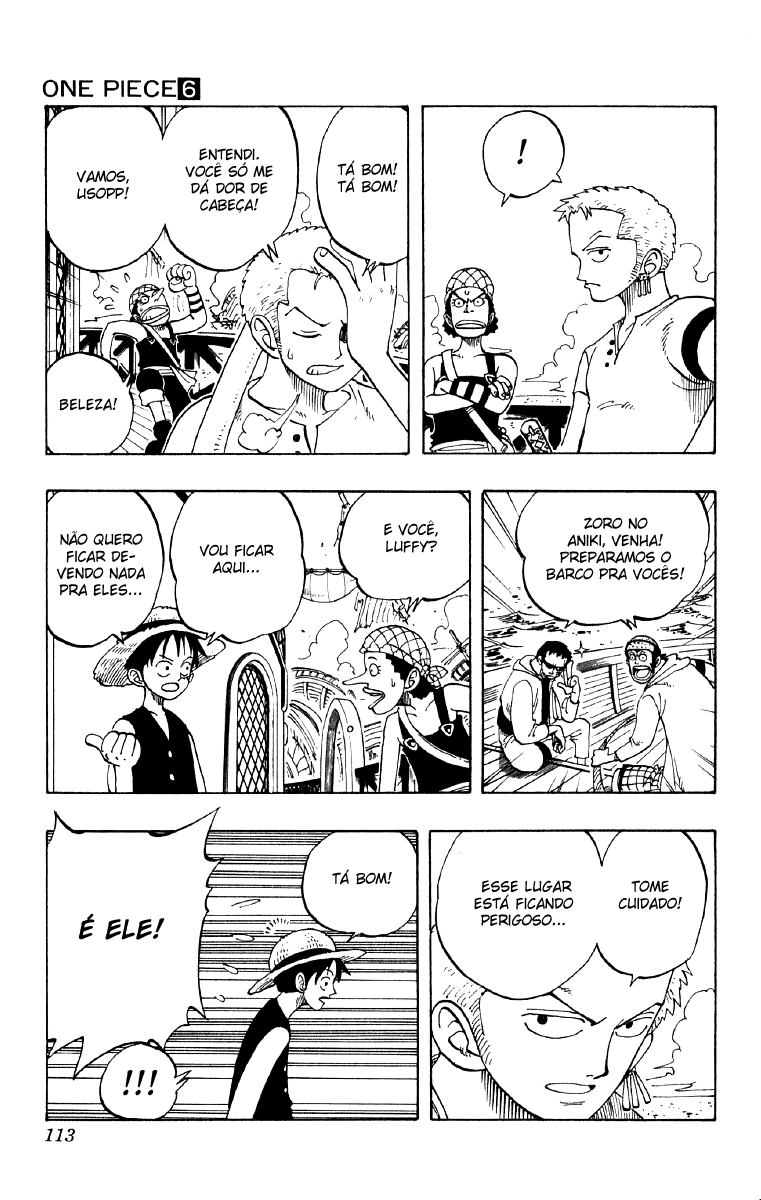 ONE PIECE 6
!
TÁ BOM!
TÁ BOM!
ENTENDI.
VOCÊ SÓ ME
DÁ DOR DE
CABEÇA!
VAMOS,
USOPP!
BELEZA!
ZORO NO
ANIKI, VENHA!
PREPARAMOS O
BARCO PRA VOCÊS!
E VOCÊ,
LUFFY?
VOU FICAR
AQUI...
NÃO QUERO
FICAR DE-
VENDO NADA
PRA ELES...
TOME
CUIDADO!
ESSE LUGAR
ESTÁ FICANDO
PERIGOSO...
TÁ BOM!
É ELE!
!!!
113